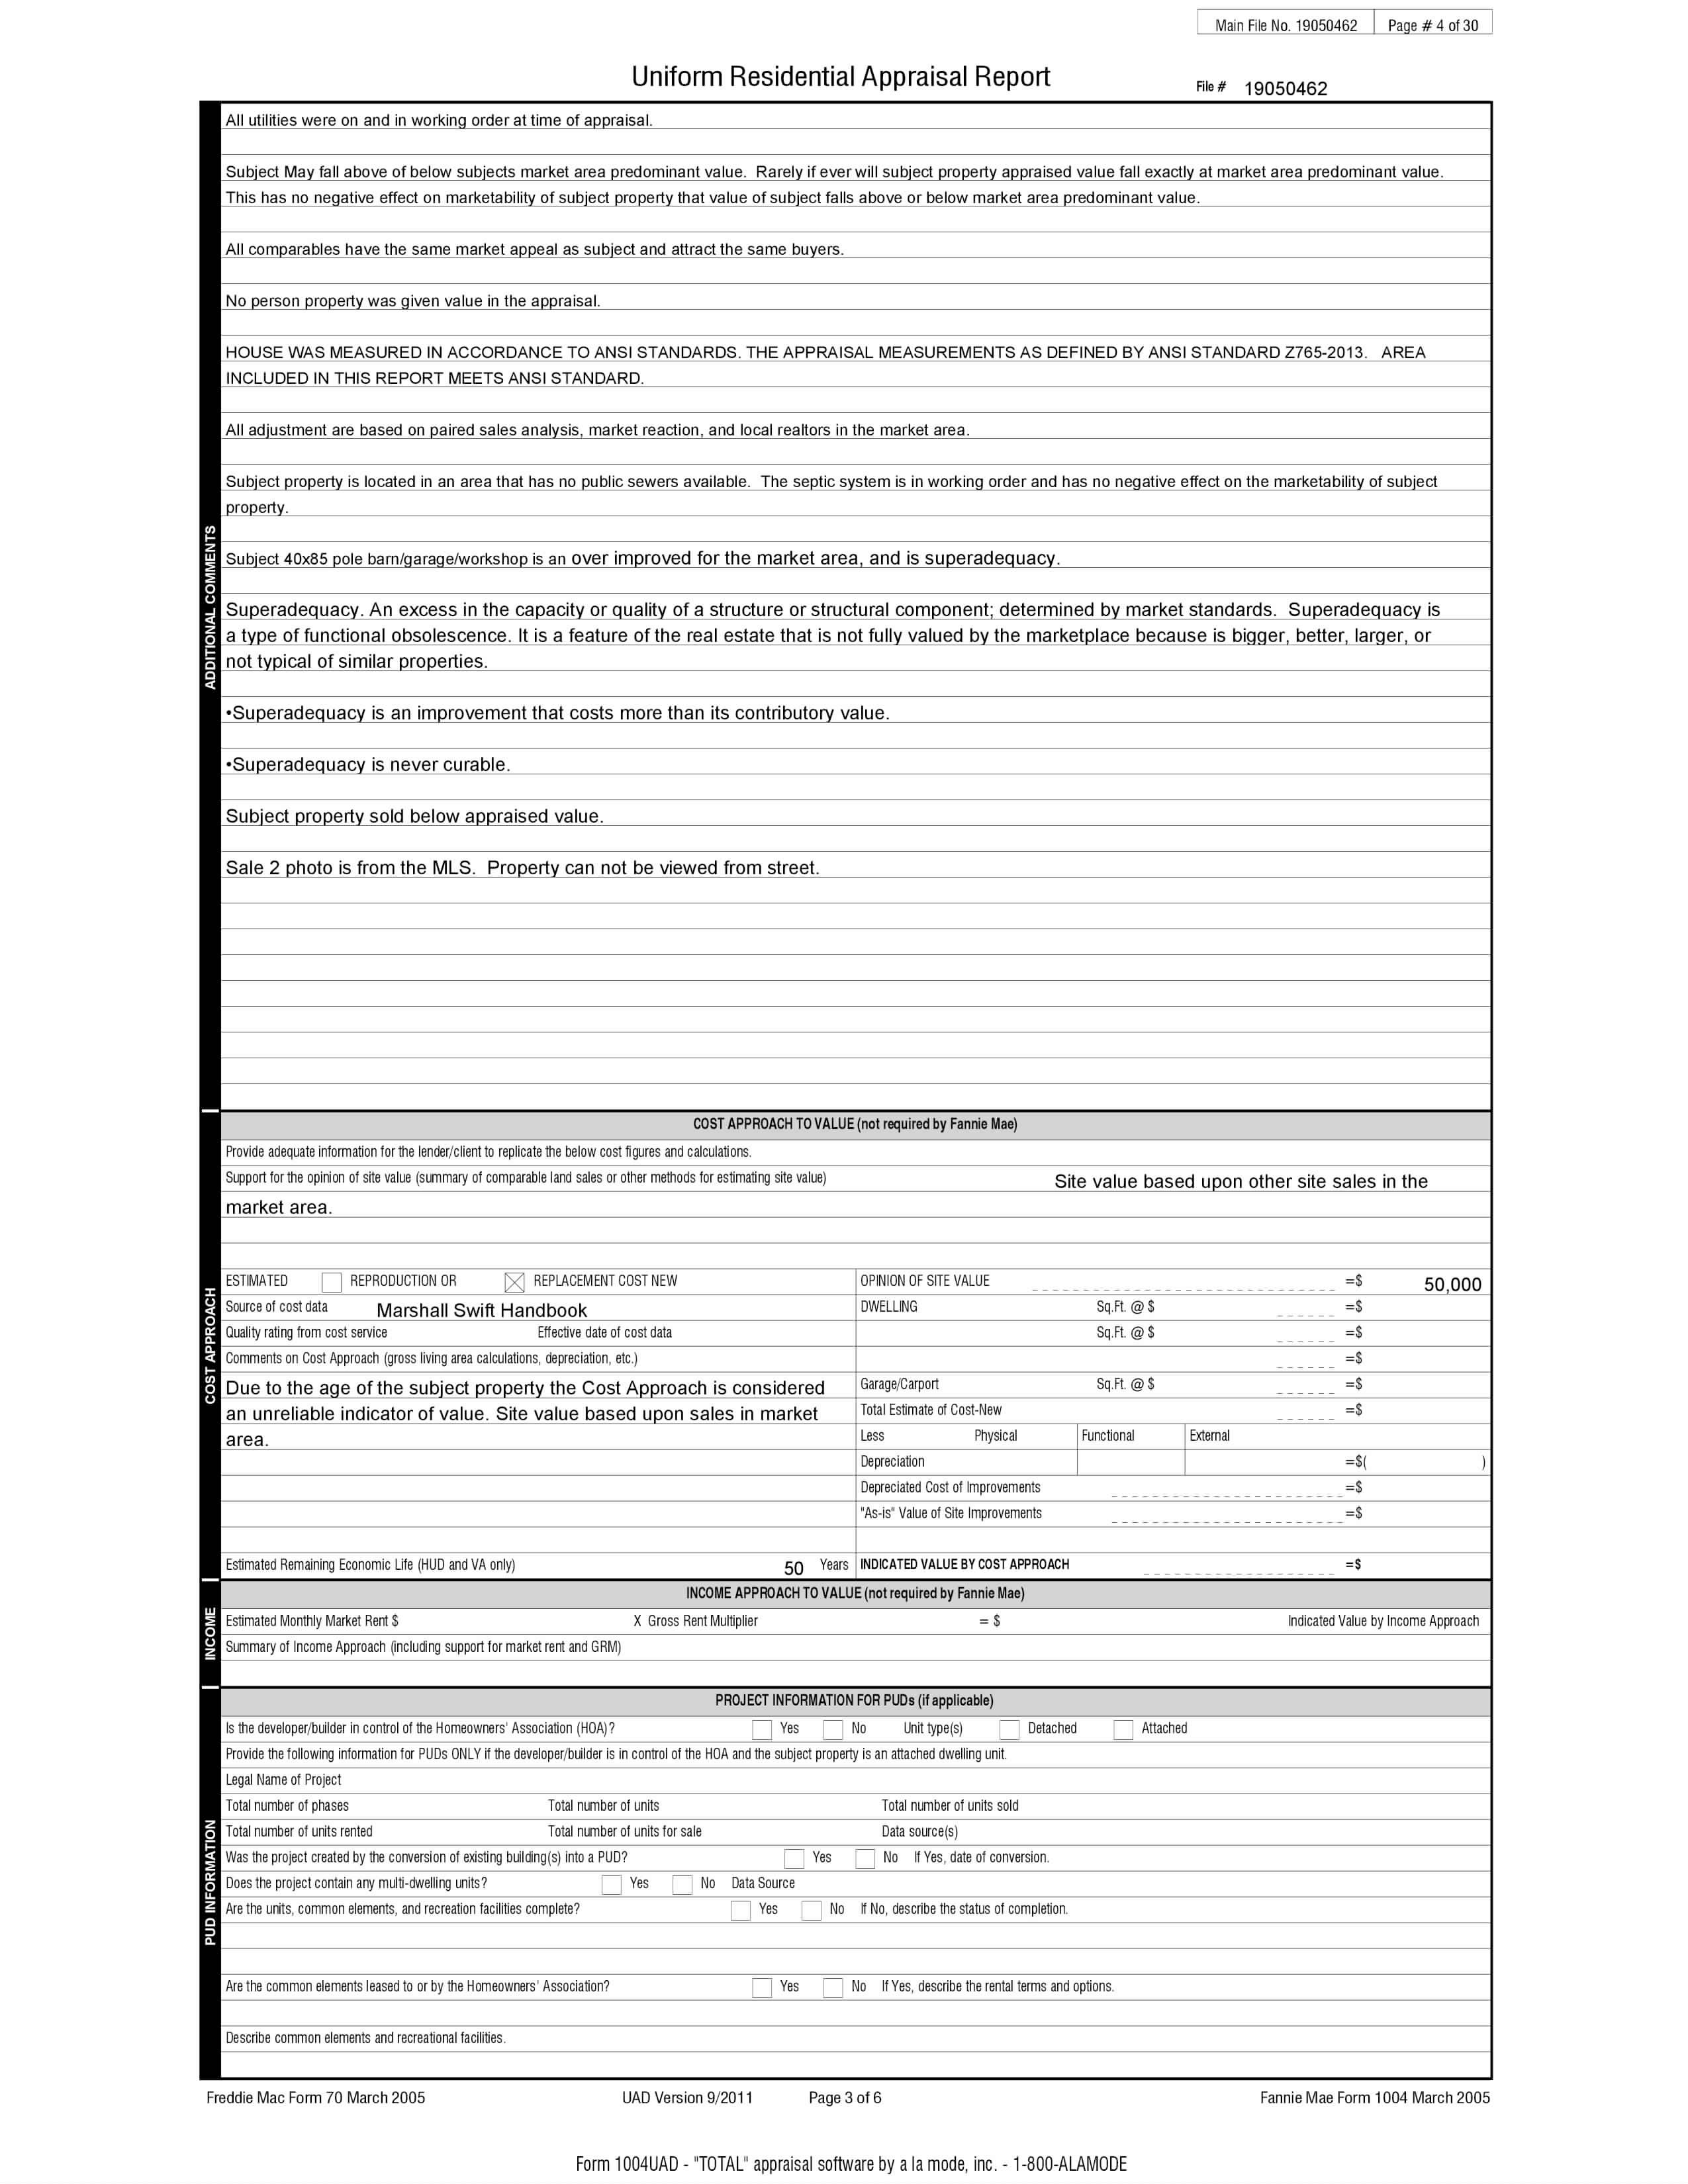 Main File No. 19050462 Page # 4 of 30
Uniform Residential Appraisal Report File # 19050462
All utilities were on and in working order at time of appraisal.
Subject May fall above of below subjects market area predominant value. Rarely if ever will subject property appraised value fall exactly at market area predominant value.
This has no negative effect on marketability of subject property that value of subject falls above or below market area predominant value.
All comparables have the same market appeal as subject and attract the same buyers.
No person property was given value in the appraisal.
HOUSE WAS MEASURED IN ACCORDANCE TO ANSI STANDARDS. THE APPRAISAL MEASUREMENTS AS DEFINED BY ANSI STANDARD Z765-2013. AREA
INCLUDED IN THIS REPORT MEETS ANSI STANDARD.
All adjustment are based on paired sales analysis, market reaction, and local realtors in the market area.
Subject property is located in an area that has no public sewers available. The septic system is in working order and has no negative effect on the marketability of subject
property.
ADDITIONAL COMMENTS
Subject 40x85 pole barn/garage/workshop is an over improved for the market area, and is superadequacy.
Superadequacy. An excess in the capacity or quality of a structure or structural component; determined by market standards. Superadequacy is
a type of functional obsolescence. It is a feature of the real estate that is not fully valued by the marketplace because is bigger, better, larger, or
not typical of similar properties.
•Superadequacy is an improvement that costs more than its contributory value.
•Superadequacy is never curable.
Subject property sold below appraised value.
Sale 2 photo is from the MLS. Property can not be viewed from street.
COST APPROACH TO VALUE (not required by Fannie Mae)
Provide adequate information for the lender/client to replicate the below cost figures and calculations.
Support for the opinion of site value (summary of comparable land sales or other methods for estimating site value) Site value based upon other site sales in the
market area.
COST APPROACH
ESTIMATED REPRODUCTION OR REPLACEMENT COST NEW OPINION OF SITE VALUE =$ 50,000
Source of cost data Marshall Swift Handbook DWELLING Sq.Ft. @ $ =$
Quality rating from cost service Effective date of cost data Sq.Ft. @ $ =$
Comments on Cost Approach (gross living area calculations, depreciation, etc.) =$
Due to the age of the subject property the Cost Approach is considered Garage/Carport Sq.Ft. @ $ =$
an unreliable indicator of value. Site value based upon sales in market Total Estimate of Cost-New =$
area. Less Physical Functional External
Depreciation =$( )
Depreciated Cost of Improvements =$
"As-is" Value of Site Improvements =$
Estimated Remaining Economic Life (HUD and VA only) 50 Years INDICATED VALUE BY COST APPROACH =$
INCOME
INCOME APPROACH TO VALUE (not required by Fannie Mae)
Estimated Monthly Market Rent $ X Gross Rent Multiplier = $ Indicated Value by Income Approach
Summary of Income Approach (including support for market rent and GRM)
PUD INFORMATION
PROJECT INFORMATION FOR PUDs (if applicable)
Is the developer/builder in control of the Homeowners' Association (HOA)? Yes No Unit type(s) Detached Attached
Provide the following information for PUDs ONLY if the developer/builder is in control of the HOA and the subject property is an attached dwelling unit.
Legal Name of Project
Total number of phases Total number of units Total number of units sold
Total number of units rented Total number of units for sale Data source(s)
Was the project created by the conversion of existing building(s) into a PUD? Yes No If Yes, date of conversion.
Does the project contain any multi-dwelling units? Yes No Data Source
Are the units, common elements, and recreation facilities complete? Yes No If No, describe the status of completion.
Are the common elements leased to or by the Homeowners' Association? Yes No If Yes, describe the rental terms and options.
Describe common elements and recreational facilities.
Freddie Mac Form 70 March 2005 UAD Version 9/2011 Page 3 of 6 Fannie Mae Form 1004 March 2005
Form 1004UAD - "TOTAL" appraisal software by a la mode, inc. - 1-800-ALAMODE